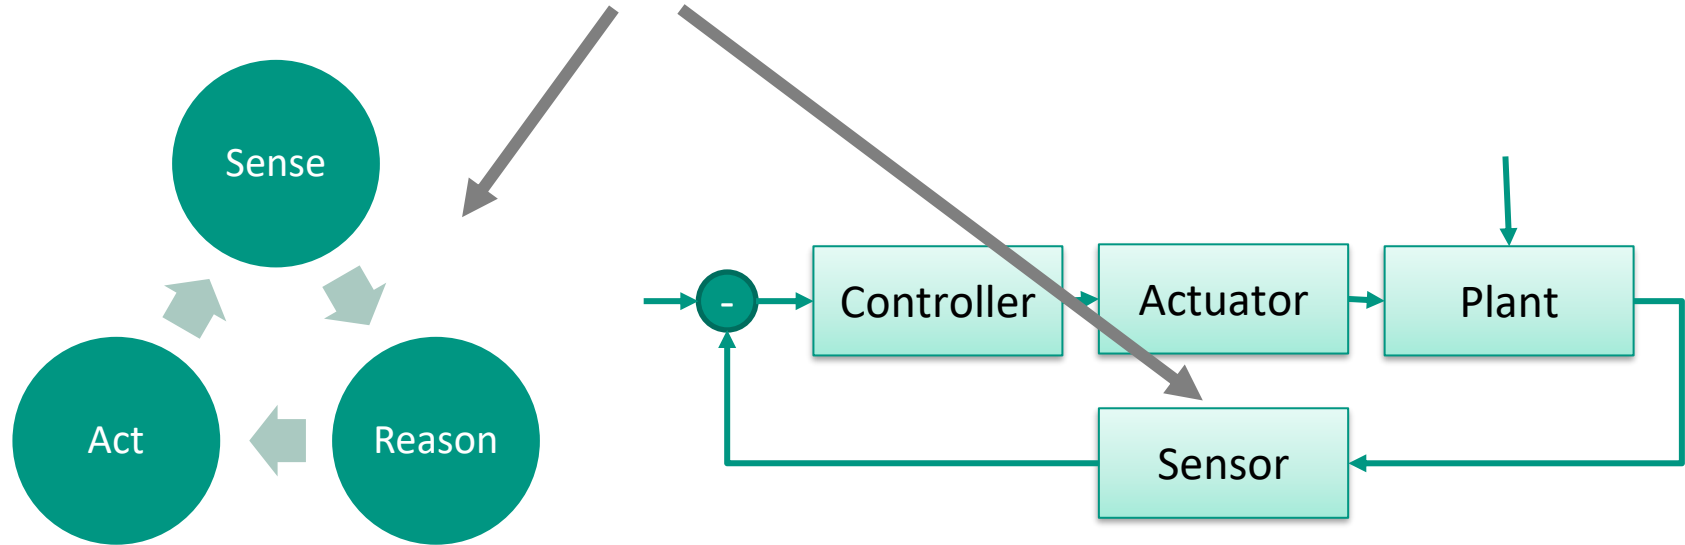 Sense
Act
Reason
-
Controller
Actuator
Plant
Sensor